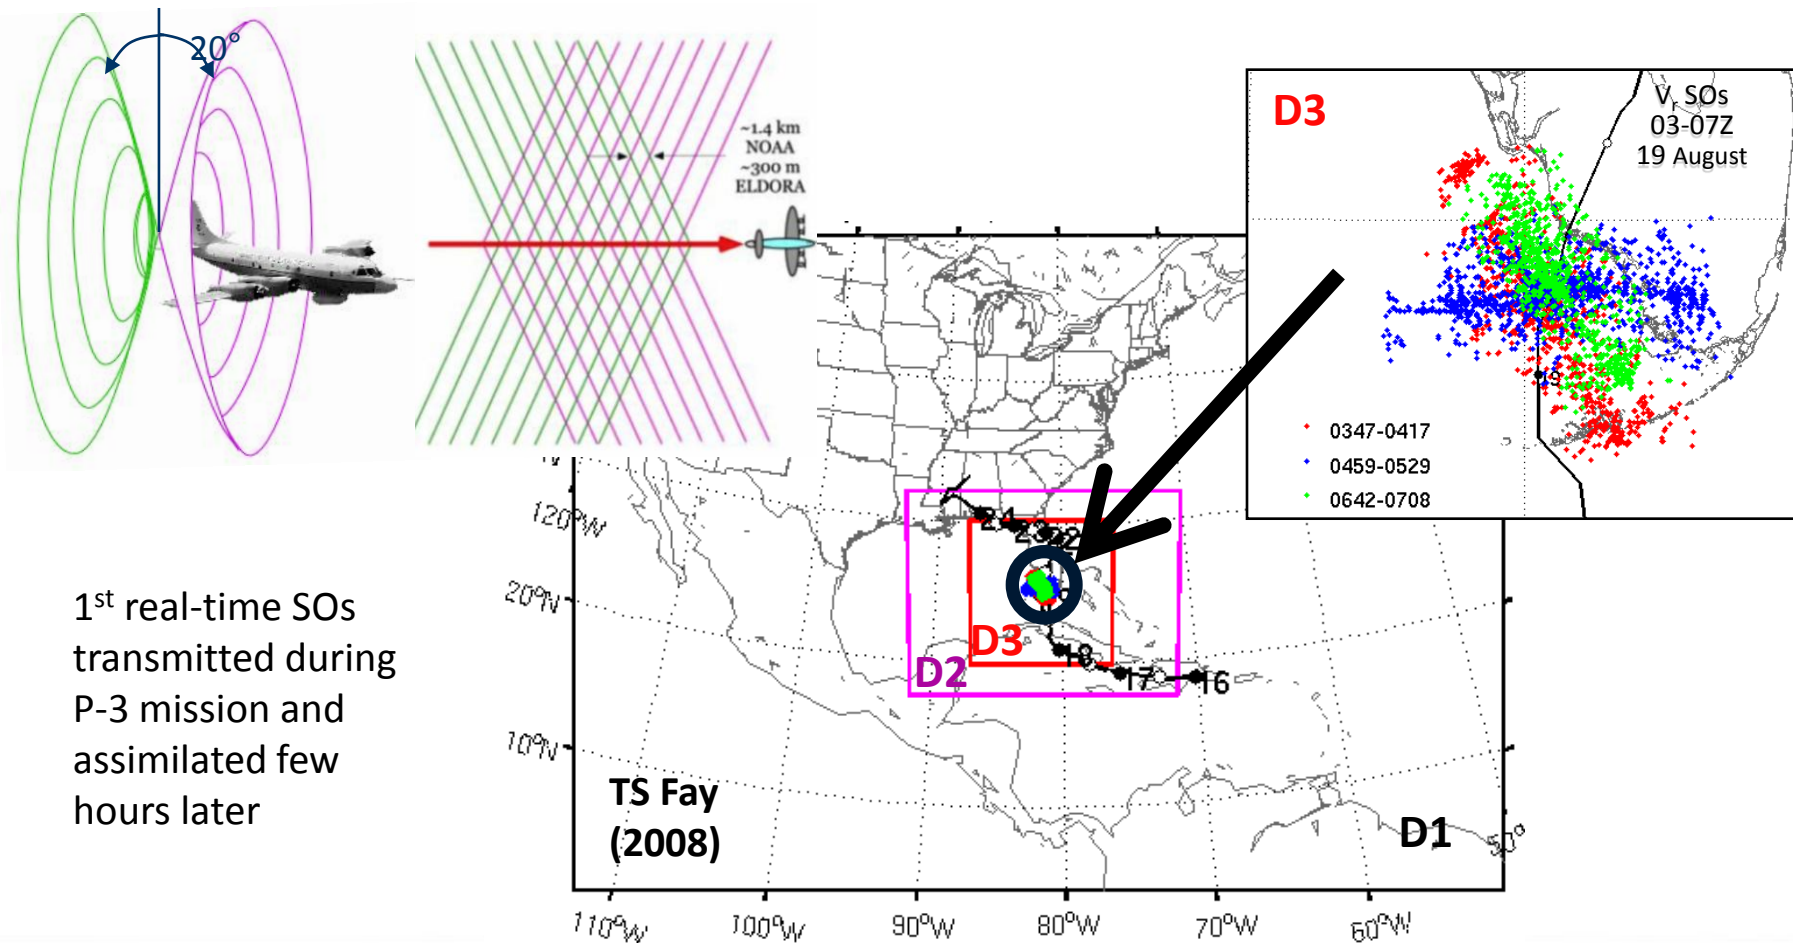 20°
~1.4 km
NOAA
~300 m
ELDORA
D3
Vr SOs
03-07Z
19 August
19
0347-0417
0459-0529
0642-0708
1st real-time SOs
transmitted during
P-3 mission and
assimilated few
hours later
120°W
20°N
10°N
24
23
22
D3
D2
18
17
16
TS Fay
(2008)
D1
110°W
100°W
90°W
80°W
70°W
60°W